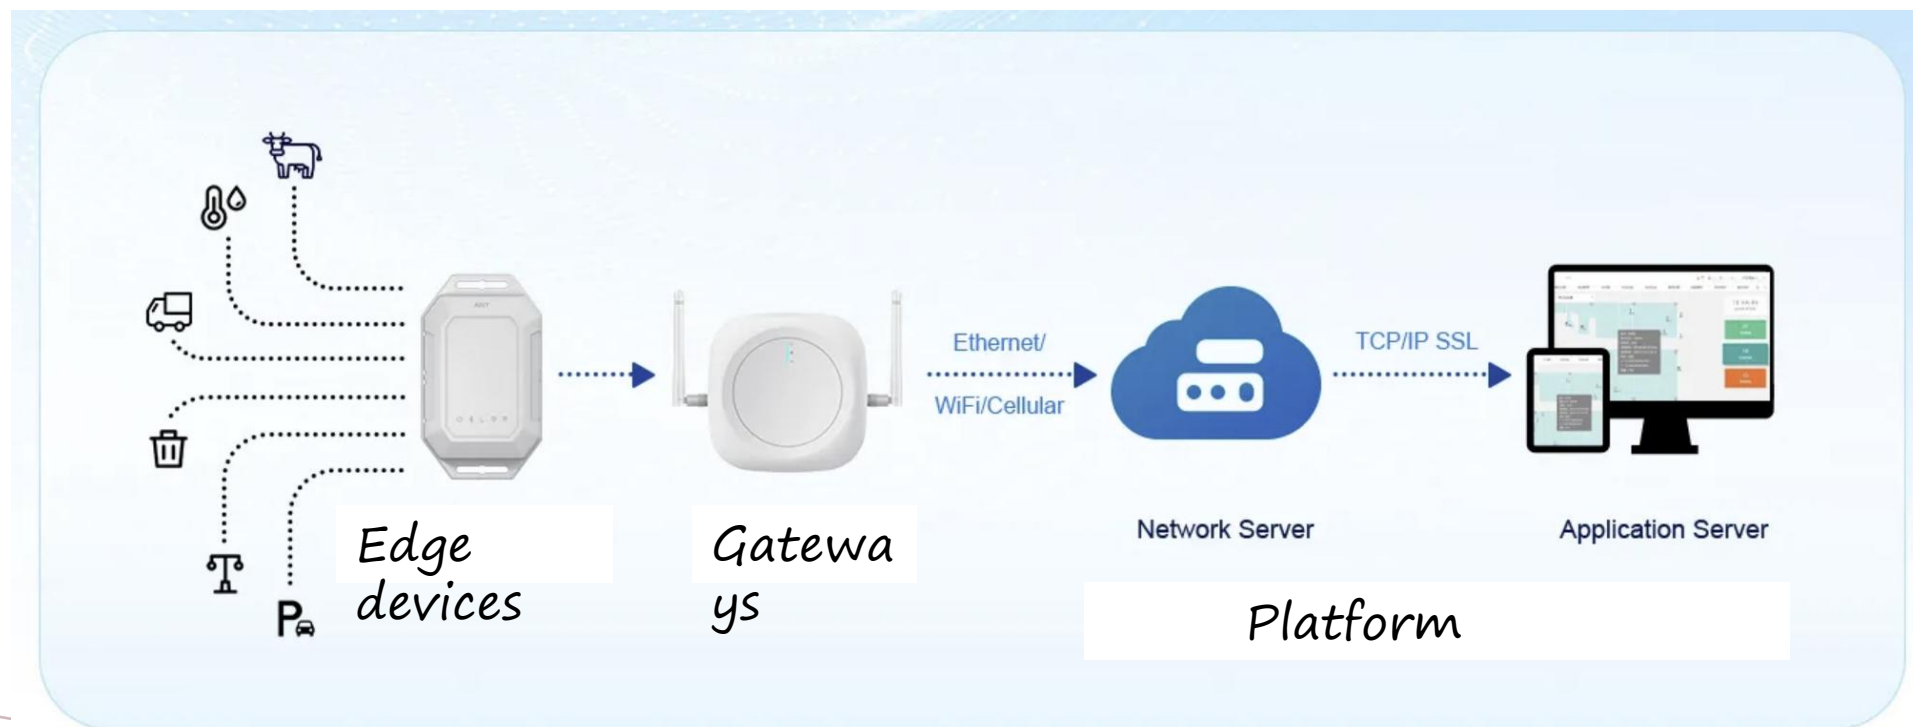 Ethernet/
WiFi/Cellular
TCP/IP SSL
Edge
devices
Gatewa
ys
Network Server
Application Server
Platform
P